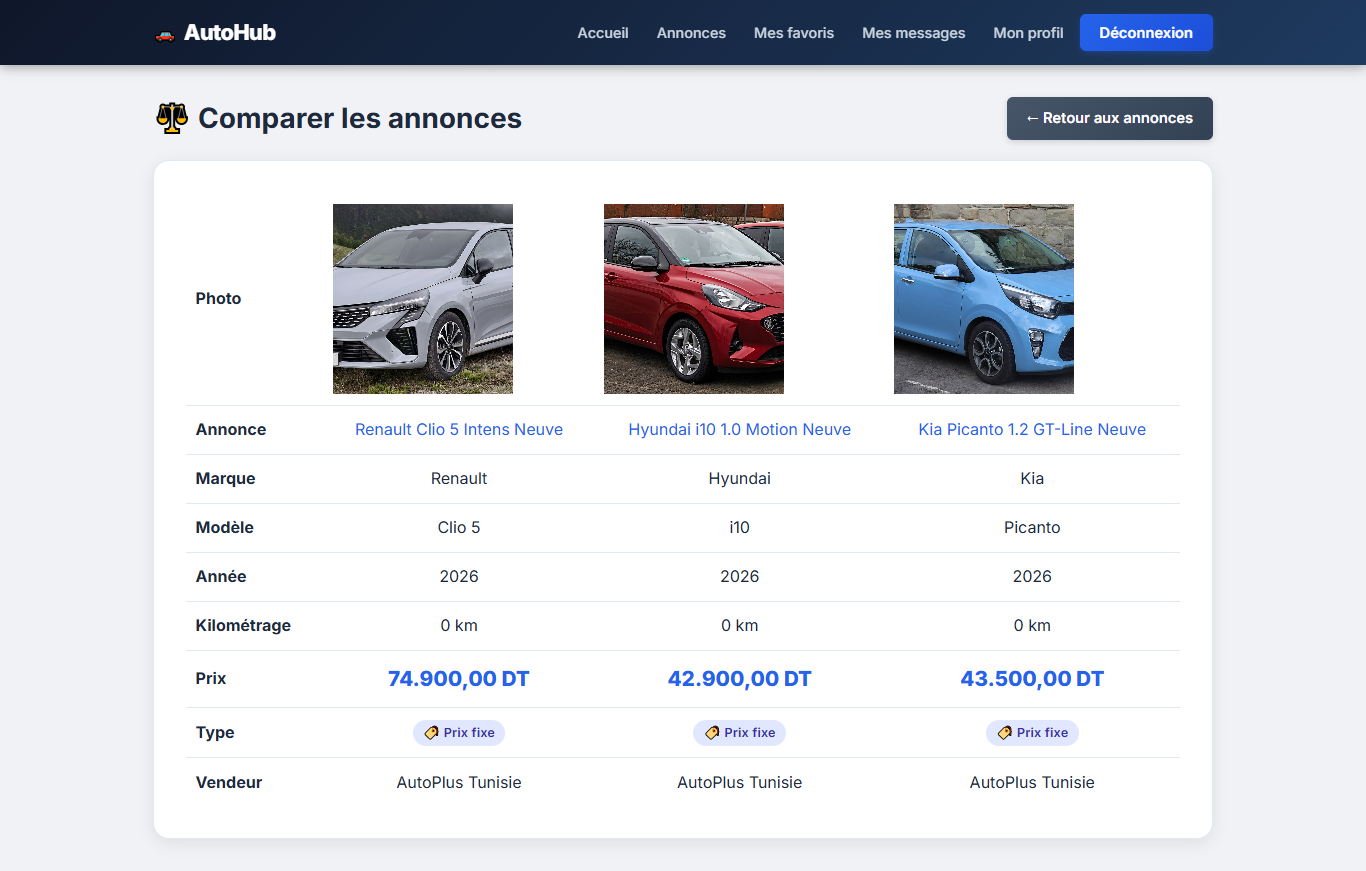 AutoHub
Accueil Annonces Mes favoris Mes messages Mon profil Déconnexion
Comparer les annonces
← Retour aux annonces
Photo
Annonce Renault Clio 5 Intens Neuve Hyundai i10 1.0 Motion Neuve Kia Picanto 1.2 GT-Line Neuve
Marque Renault Hyundai Kia
Modèle Clio 5 i10 Picanto
Année 2026 2026 2026
Kilométrage 0 km 0 km 0 km
Prix 74.900,00 DT 42.900,00 DT 43.500,00 DT
Type Prix fixe Prix fixe Prix fixe
Vendeur AutoPlus Tunisie AutoPlus Tunisie AutoPlus Tunisie